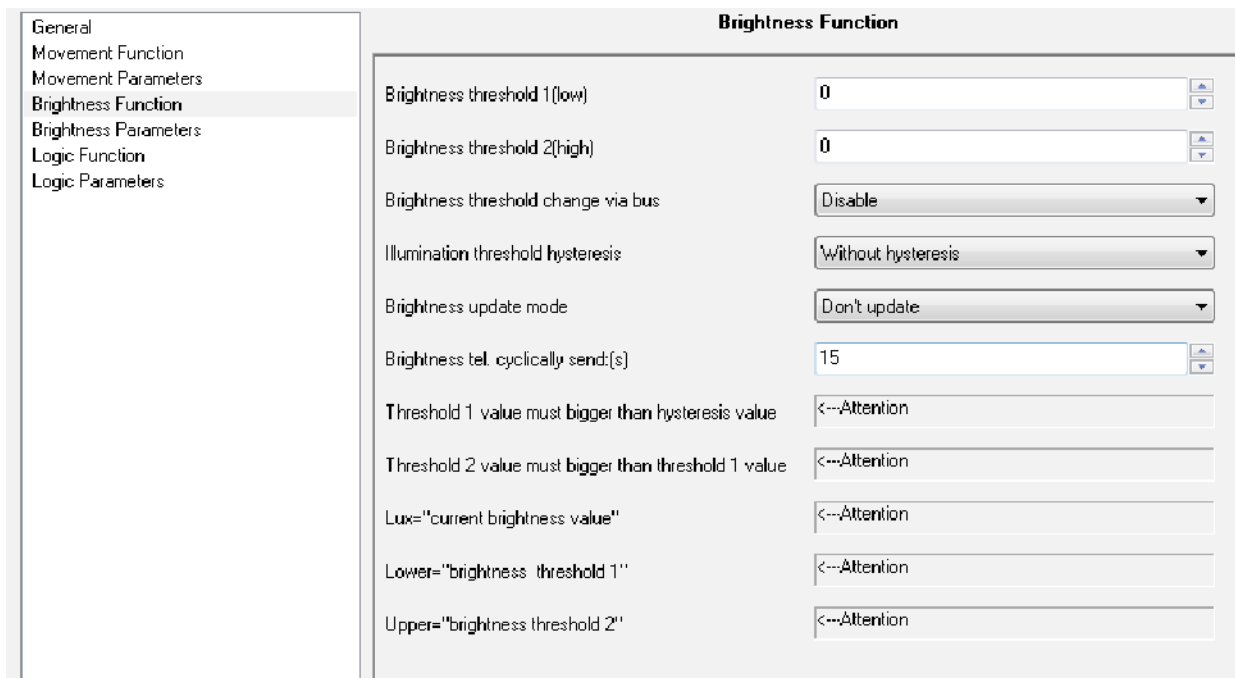 General
Movement Function
Movement Parameters
Brightness Function
Brightness Parameters
Logic Function
Logic Parameters
Brightness Function
Brightness threshold 1(low) 0
Brightness threshold 2(high) 0
Brightness threshold change via bus Disable
Illumination threshold hysteresis Without hysteresis
Brightness update mode Don't update
Brightness tel. cyclically send:(s) 15
Threshold 1 value must bigger than hysteresis value <---Attention
Threshold 2 value must bigger than threshold 1 value <---Attention
Lux="current brightness value" <---Attention
Lower="brightness  threshold 1" <---Attention
Upper="brightness threshold 2" <---Attention